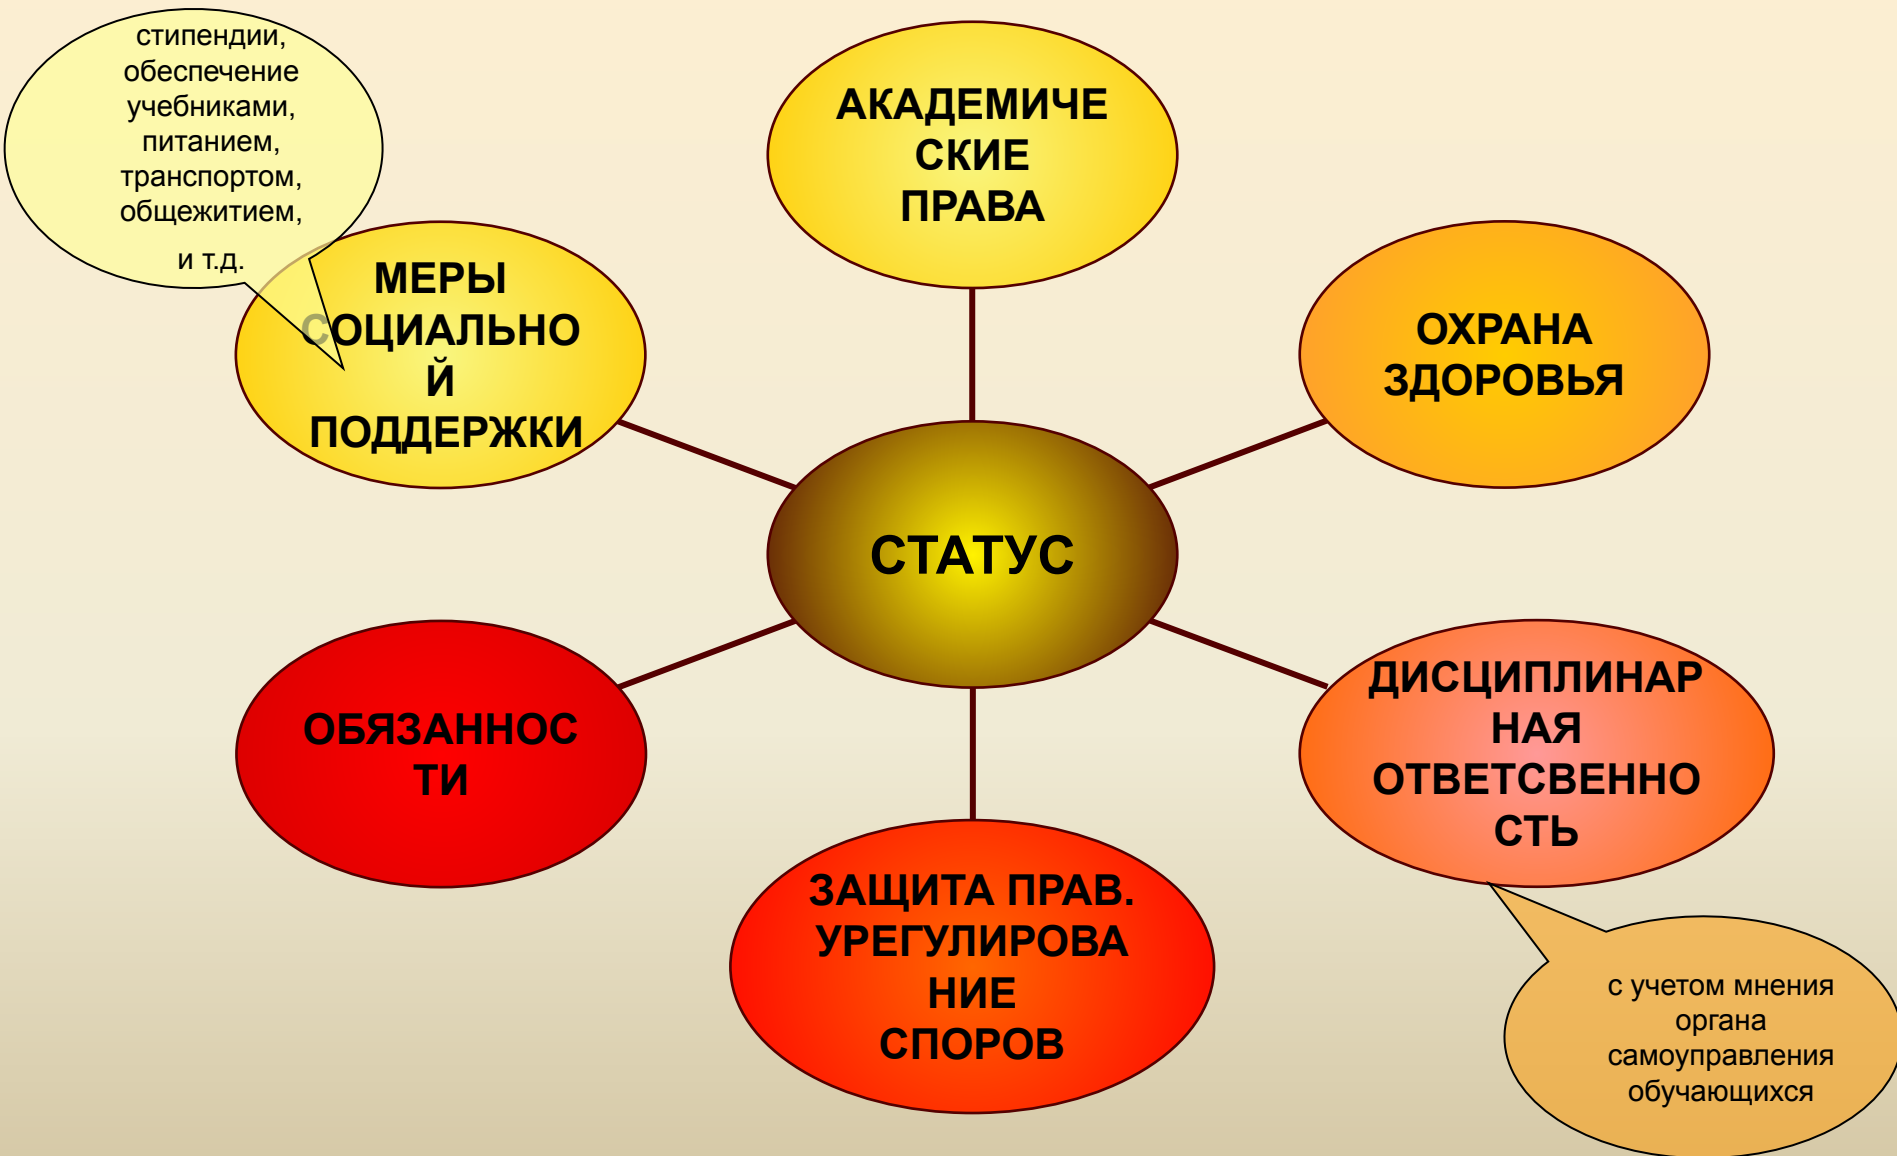 стипендии,
обеспечение
учебниками,
питанием,
транспортом,
общежитием,
и т.д.
АКАДЕМИЧЕ
СКИЕ
ПРАВА
МЕРЫ
СОЦИАЛЬНО
Й
ПОДДЕРЖКИ
ОХРАНА
ЗДОРОВЬЯ
СТАТУС
ОБЯЗАННОС
ТИ
ДИСЦИПЛИНАР
НАЯ
ОТВЕТСВЕННО
СТЬ
ЗАЩИТА ПРАВ.
УРЕГУЛИРОВА
НИЕ
СПОРОВ
с учетом мнения
органа
самоуправления
обучающихся